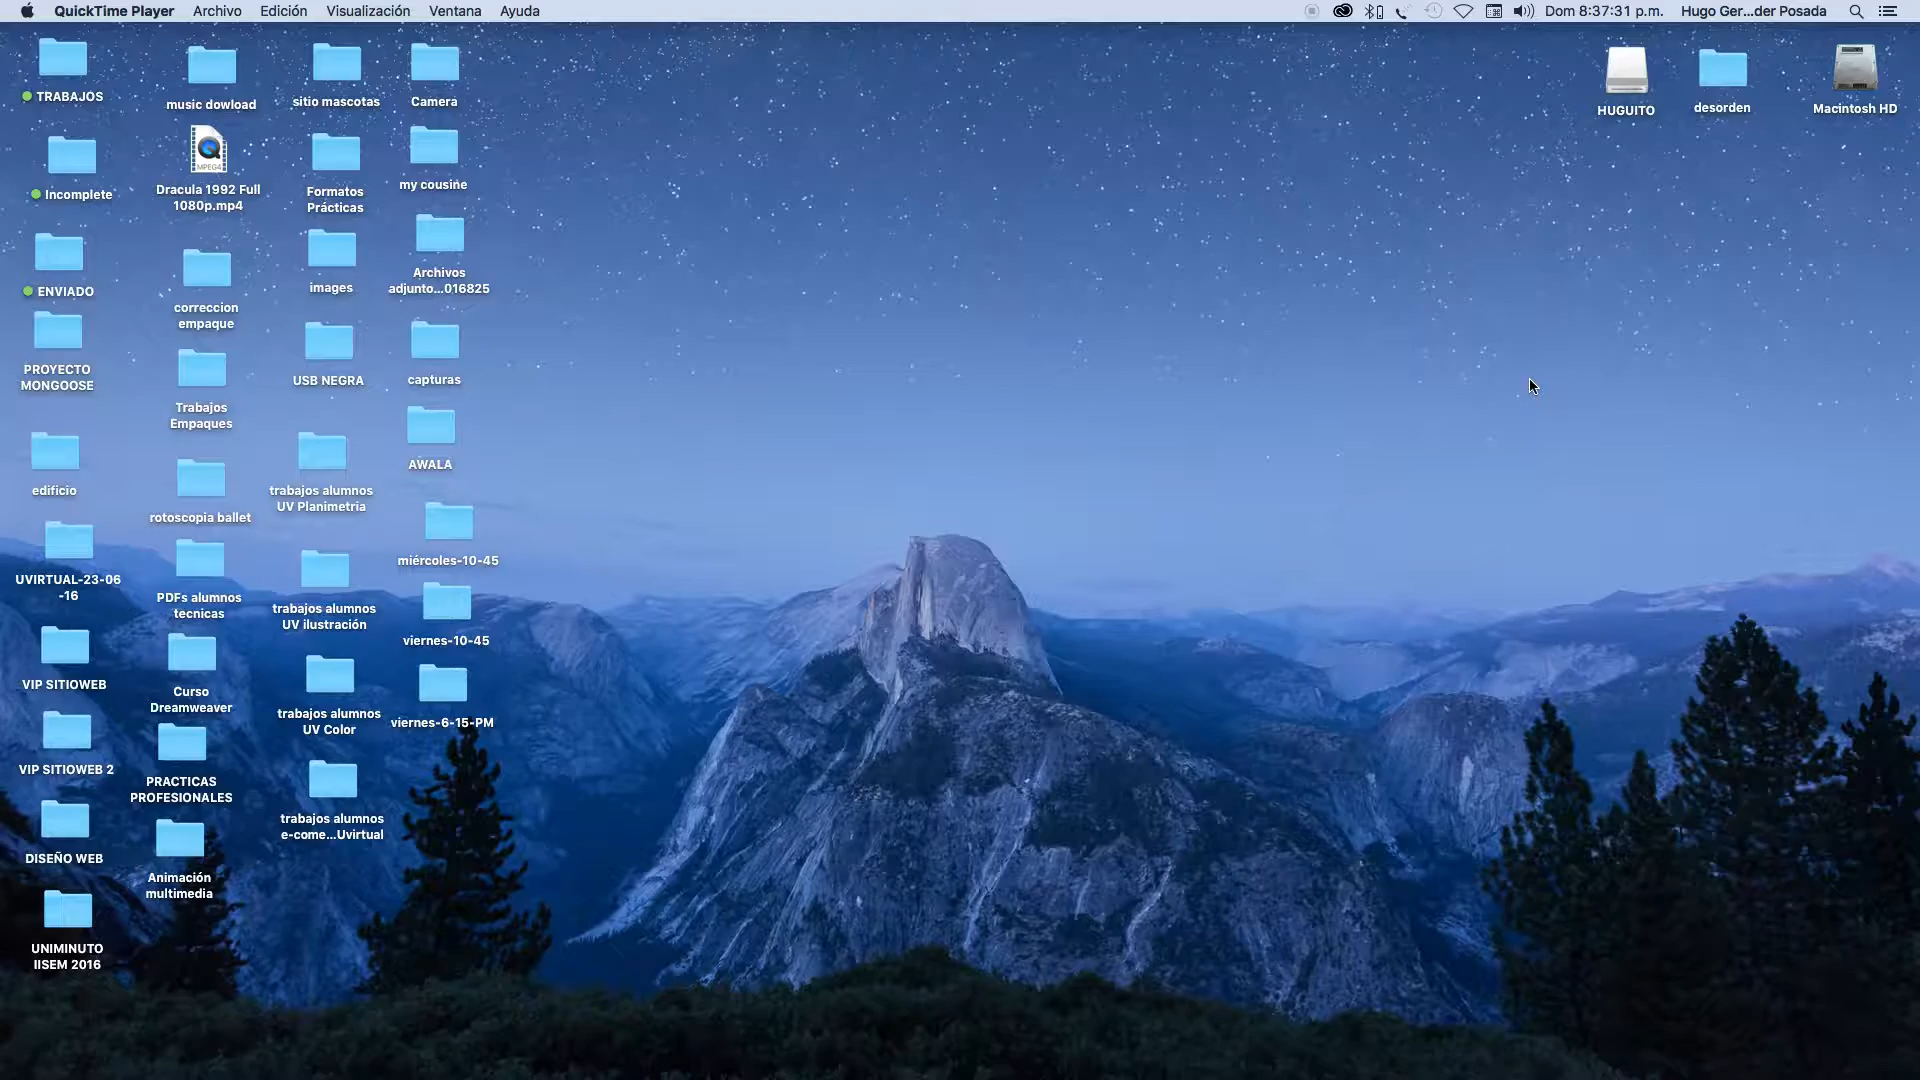 QuickTime Player Archivo Edición Visualización Ventana Ayuda Dom 8:37:31 p.m. Hugo Ger...der Posada
TRABAJOS
music dowload
sitio mascotas
Camera
HUGUITO
desorden
Macintosh HD
Incomplete
MPEG4
Dracula 1992 Full
1080p.mp4
Formatos
Prácticas
my cousine
ENVIADO
correccion
empaque
images
Archivos
adjunto...016825
PROYECTO
MONGOOSE
Trabajos
Empaques
USB NEGRA
capturas
edificio
rotoscopia ballet
trabajos alumnos
UV Planimetria
AWALA
UVIRTUAL-23-06
-16
PDFs alumnos
tecnicas
trabajos alumnos
UV ilustración
miércoles-10-45
viernes-10-45
VIP SITIOWEB
Curso
Dreamweaver
trabajos alumnos
UV Color
viernes-6-15-PM
VIP SITIOWEB 2
PRACTICAS
PROFESIONALES
trabajos alumnos
e-come...Uvirtual
DISEÑO WEB
Animación
multimedia
UNIMINUTO
IISEM 2016